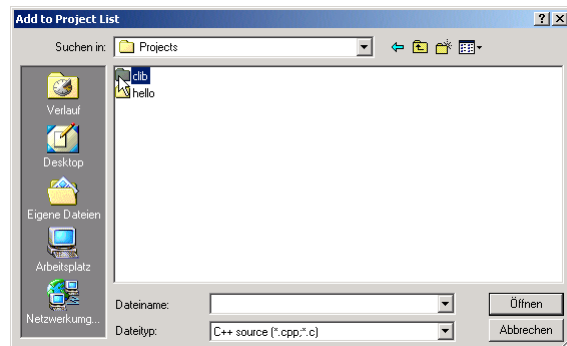 Add to Project List
Suchen in:
Projects
clib
hello
Verlauf
Desktop
Eigene Dateien
Arbeitsplatz
Netzwerkumg...
Dateiname:
Öffnen
Dateityp:
C++ source (*.cpp;*.c)
Abbrechen